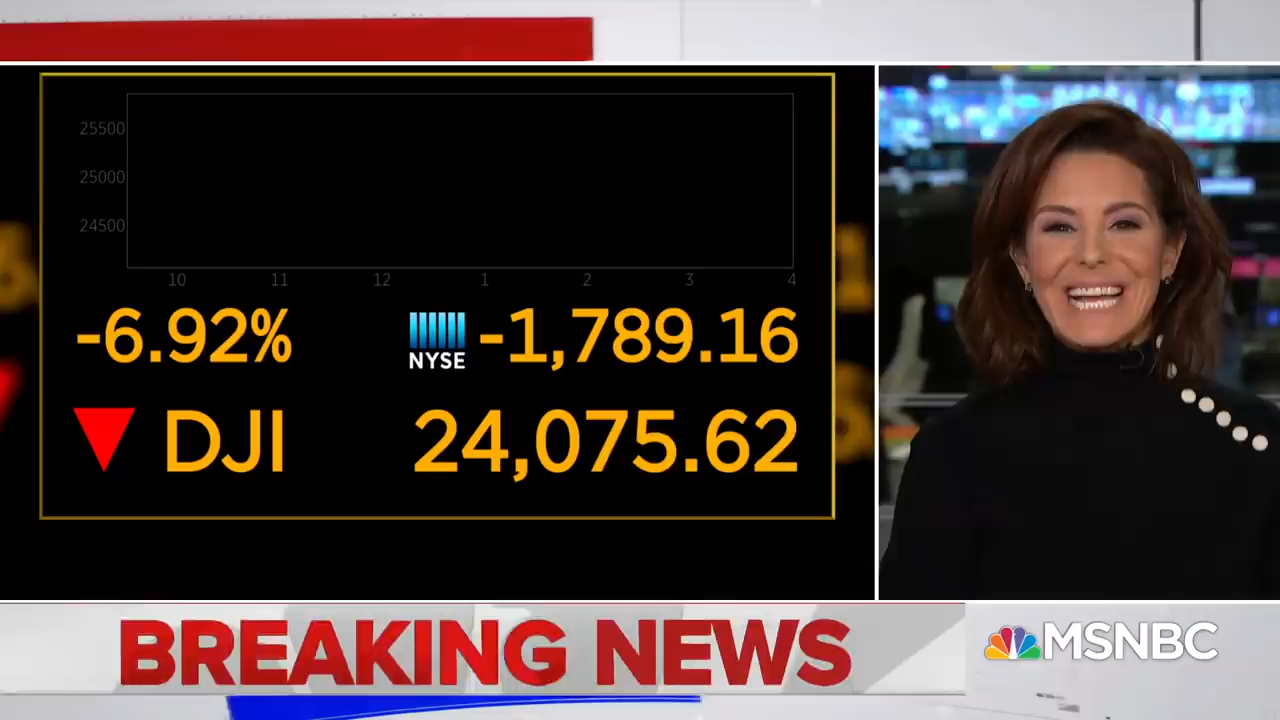 25500
25000
24500
10 11 12 1 2 3 4
-6.92% NYSE -1,789.16
DJI 24,075.62
BREAKING NEWS
MSNBC